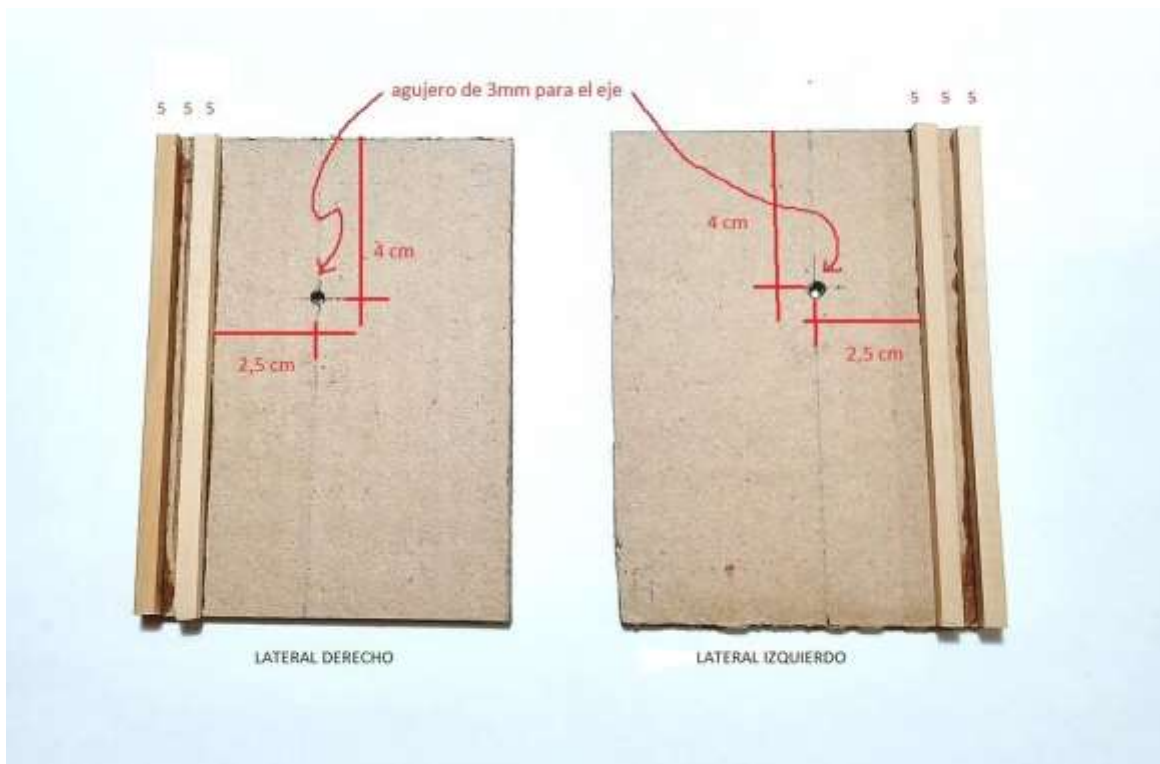 agujero de 3mm para el eje
5 5 5
5 5 5
4 cm
4 cm
2,5 cm
2,5 cm
LATERAL DERECHO
LATERAL IZQUIERDO